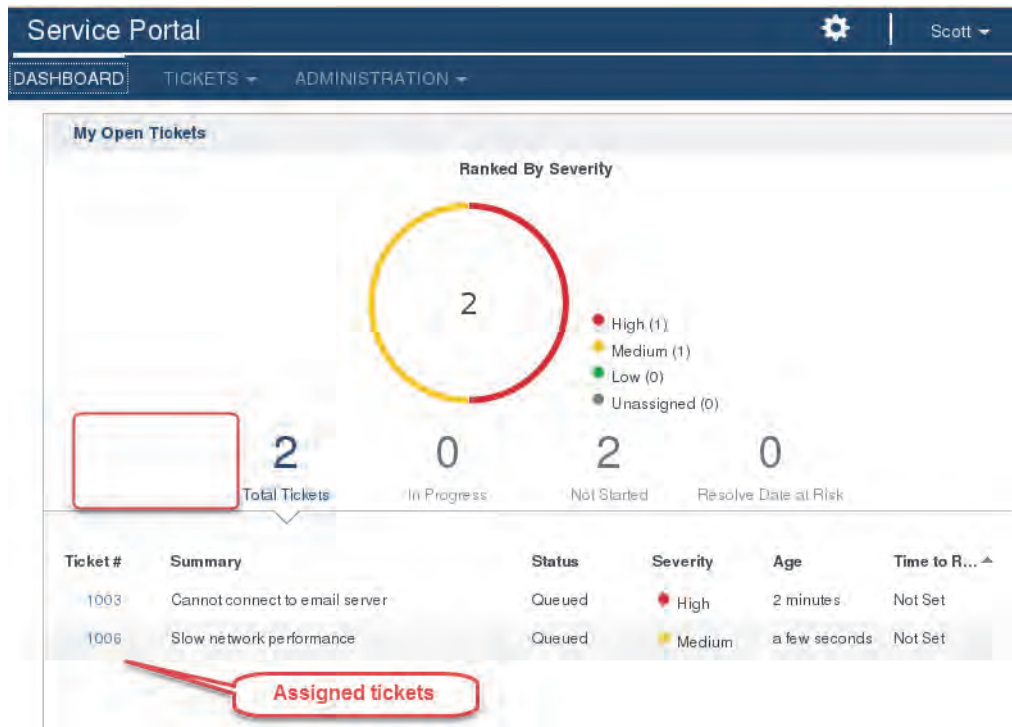 Service Portal
Scott
DASHBOARD TICKETS ADMINISTRATION
My Open Tickets
Ranked By Severity
2
High (1)
Medium (1)
Low (0)
Unassigned (0)
2 0 2 0
Total Tickets In Progress Not Started Resolve Date at Risk
Ticket # Summary Status Severity Age Time to R...
1003 Cannot connect to email server Queued High 2 minutes Not Set
1006 Slow network performance Queued Medium a few seconds Not Set
Assigned tickets